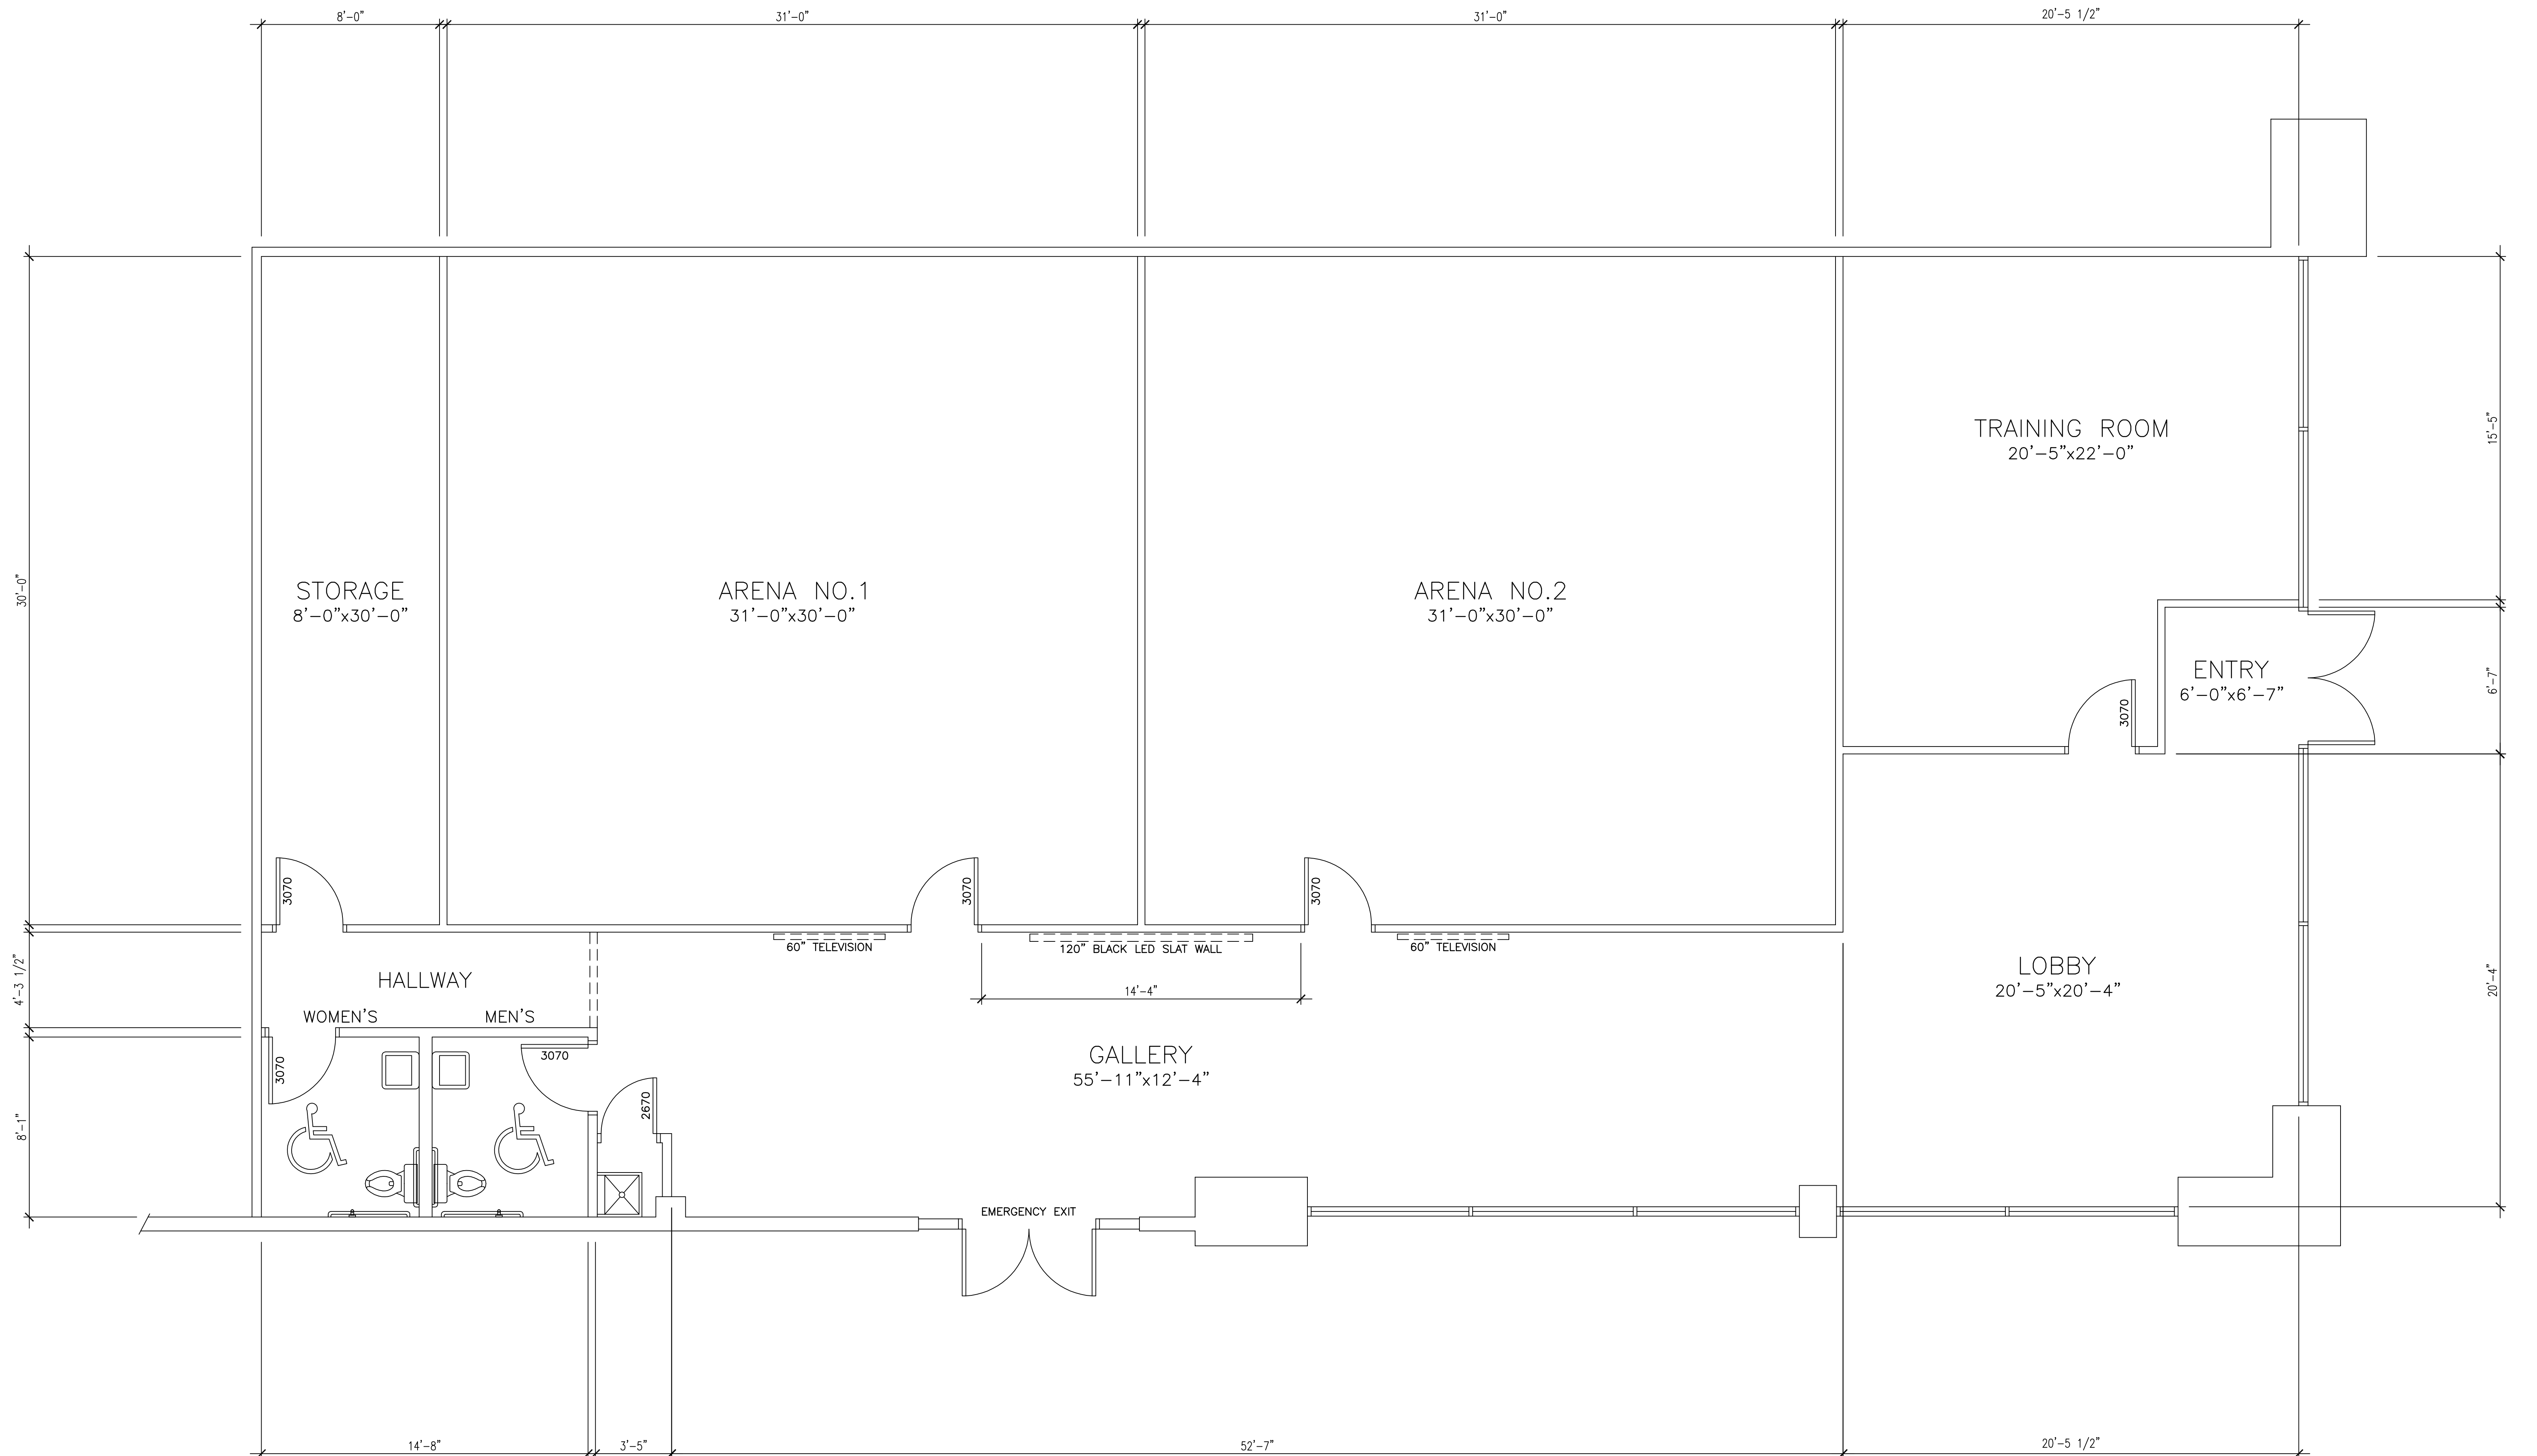 8'-0"
31'-0"
31'-0"
20'-5 1/2"
TRAINING ROOM
20'-5"x22'-0"
15'-5"
30'-0"
STORAGE
8'-0"x30'-0"
ARENA NO.1
31'-0"x30'-0"
ARENA NO.2
31'-0"x30'-0"
ENTRY
6'-0"x6'-7"
6'-7"
3070
3070
3070
3070
60" TELEVISION
120" BLACK LED SLAT WALL
60" TELEVISION
4'-3 1/2"
HALLWAY
14'-4"
LOBBY
20'-5"x20'-4"
20'-4"
WOMEN'S
MEN'S
3070
3070
GALLERY
55'-11"x12'-4"
2670
8'-1"
EMERGENCY EXIT
14'-8"
3'-5"
52'-7"
20'-5 1/2"